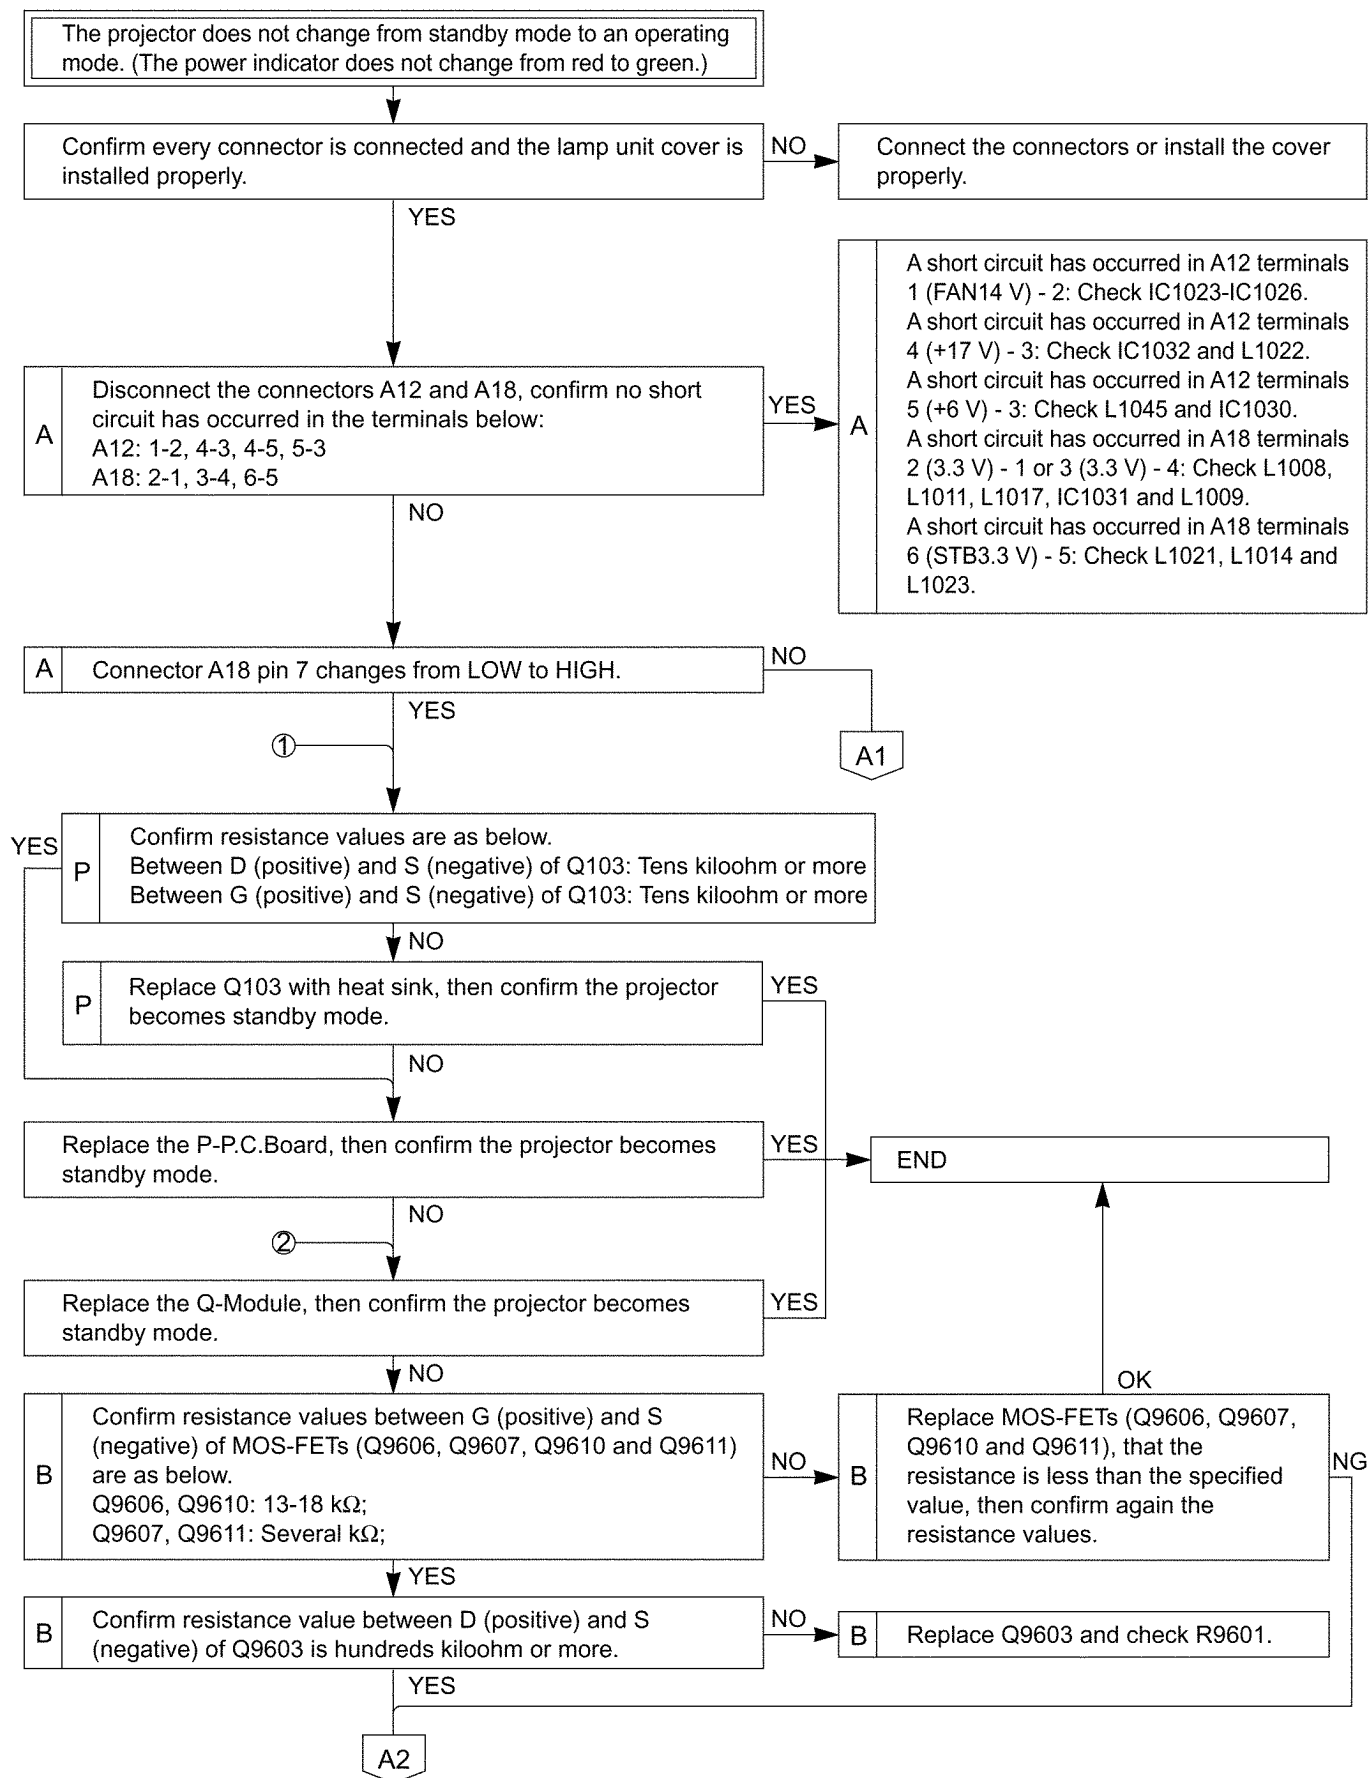 The projector does not change from standby mode to an operating
mode. (The power indicator does not change from red to green.)
Confirm every connector is connected and the lamp unit cover is
installed properly.
NO
Connect the connectors or install the cover
properly.
YES
A
Disconnect the connectors A12 and A18, confirm no short
circuit has occurred in the terminals below:
A12: 1-2, 4-3, 4-5, 5-3
A18: 2-1, 3-4, 6-5
YES
A
A short circuit has occurred in A12 terminals
1 (FAN14 V) - 2: Check IC1023-IC1026.
A short circuit has occurred in A12 terminals
4 (+17 V) - 3: Check IC1032 and L1022.
A short circuit has occurred in A12 terminals
5 (+6 V) - 3: Check L1045 and IC1030.
A short circuit has occurred in A18 terminals
2 (3.3 V) - 1 or 3 (3.3 V) - 4: Check L1008,
L1011, L1017, IC1031 and L1009.
A short circuit has occurred in A18 terminals
6 (STB3.3 V) - 5: Check L1021, L1014 and
L1023.
NO
A
Connector A18 pin 7 changes from LOW to HIGH.
NO
A1
YES
①
YES
P
Confirm resistance values are as below.
Between D (positive) and S (negative) of Q103: Tens kiloohm or more
Between G (positive) and S (negative) of Q103: Tens kiloohm or more
NO
P
Replace Q103 with heat sink, then confirm the projector
becomes standby mode.
YES
NO
Replace the P-P.C.Board, then confirm the projector becomes
standby mode.
YES
END
NO
②
Replace the Q-Module, then confirm the projector becomes
standby mode.
YES
NO
B
Confirm resistance values between G (positive) and S
(negative) of MOS-FETs (Q9606, Q9607, Q9610 and Q9611)
are as below.
Q9606, Q9610: 13-18 kΩ;
Q9607, Q9611: Several kΩ;
NO
OK
B
Replace MOS-FETs (Q9606, Q9607,
Q9610 and Q9611), that the
resistance is less than the specified
value, then confirm again the
resistance values.
NG
YES
B
Confirm resistance value between D (positive) and S
(negative) of Q9603 is hundreds kiloohm or more.
NO
B
Replace Q9603 and check R9601.
YES
A2